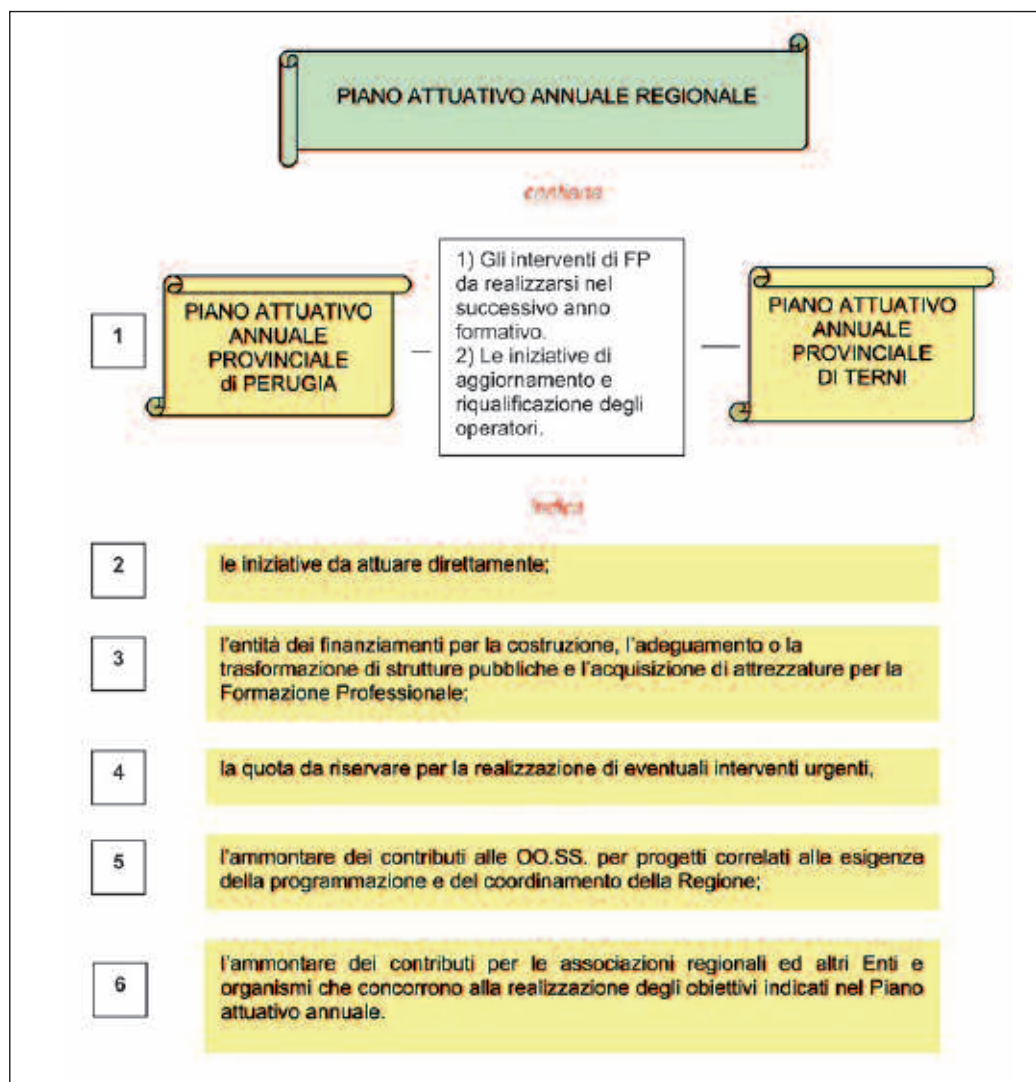 PIANO ATTUATIVO ANNUALE REGIONALE
contiene
1
PIANO ATTUATIVO
ANNUALE
PROVINCIALE
di PERUGIA
1) Gli interventi di FP
da realizzarsi nel
successivo anno
formativo.
2) Le iniziative di
aggiornamento e
riqualificazione degli
operatori.
PIANO ATTUATIVO
ANNUALE
PROVINCIALE
DI TERNI
indica
2
le iniziative da attuare direttamente;
3
l'entità dei finanziamenti per la costruzione, l'adeguamento o la
trasformazione di strutture pubbliche e l'acquisizione di attrezzature per la
Formazione Professionale;
4
la quota da riservare per la realizzazione di eventuali interventi urgenti,
5
l'ammontare dei contributi alle OO.SS. per progetti correlati alle esigenze
della programmazione e del coordinamento della Regione;
6
l'ammontare dei contributi per le associazioni regionali ed altri Enti e
organismi che concorrono alla realizzazione degli obiettivi indicati nel Piano
attuativo annuale.